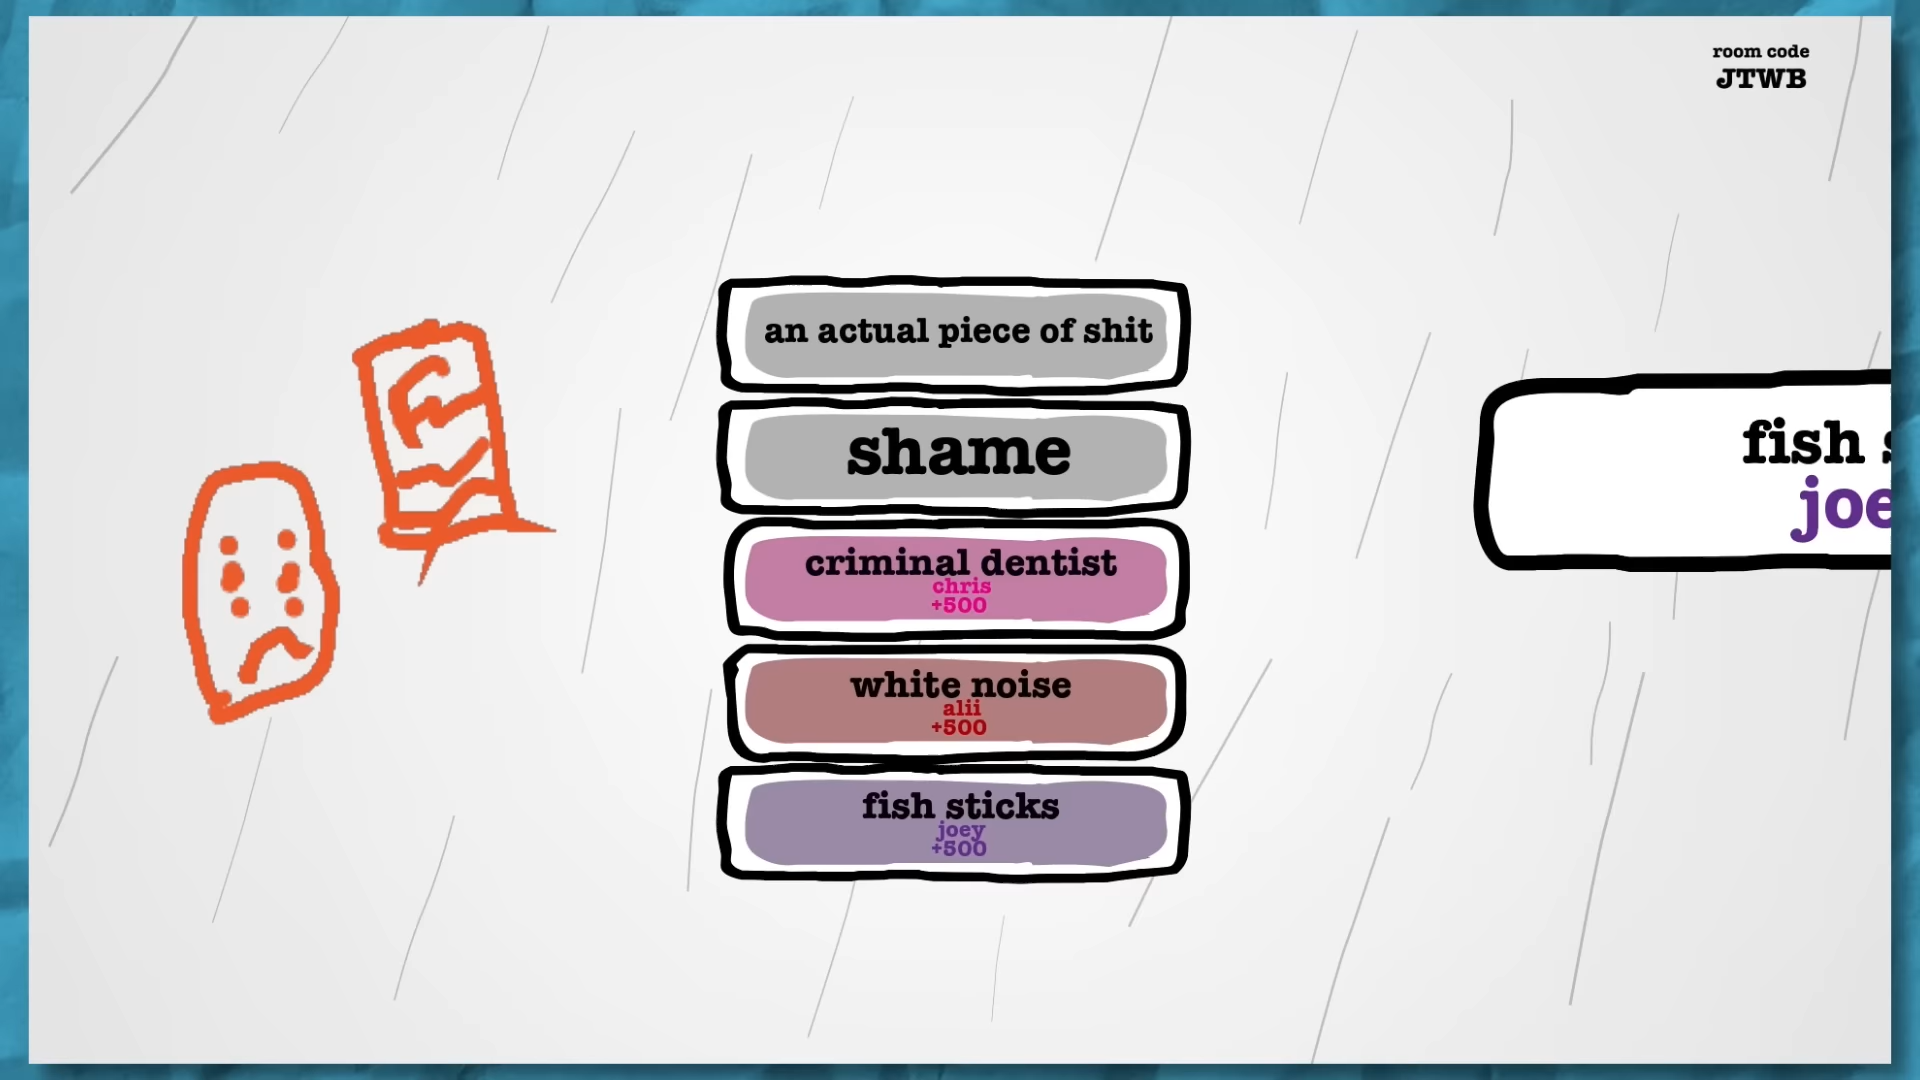 room code
JTWB
an actual piece of shit
shame
criminal dentist
chris
+500
white noise
alii
+500
fish sticks
joey
+500
fish s
joe